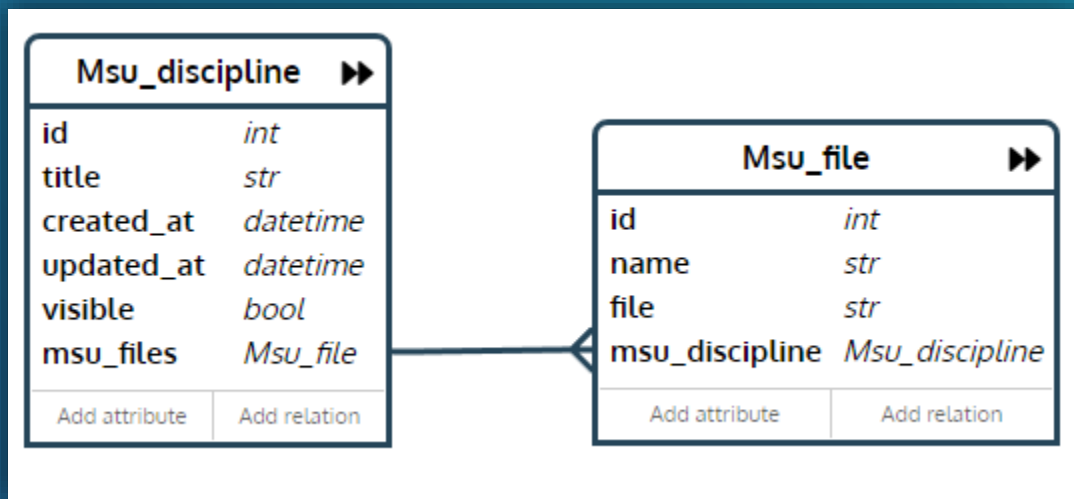 Msu_discipline
id int
title str
created_at datetime
updated_at datetime
visible bool
msu_files Msu_file
Add attribute Add relation
Msu_file
id int
name str
file str
msu_discipline Msu_discipline
Add attribute Add relation